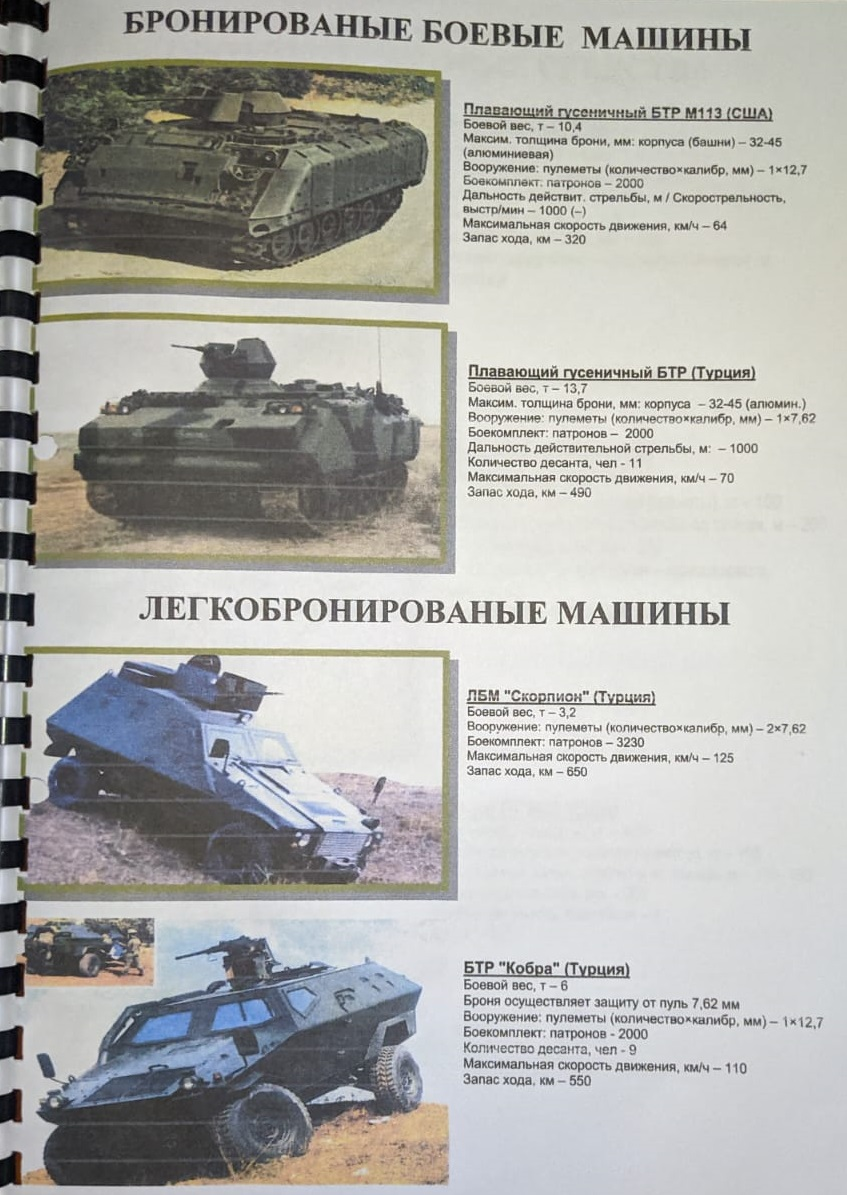 БРОНИРОВАНЫЕ БОЕВЫЕ МАШИНЫ
Плавающий гусеничный БТР М113 (США)
Боевой вес, т – 10,4
Максим. толщина брони, мм: корпуса (башни) – 32-45
(алюминиевая)
Вооружение: пулеметы (количество×калибр, мм) – 1×12,7
Боекомплект: патронов – 2000
Дальность действит. стрельбы, м / Скорострельность,
выстр/мин – 1000 (–)
Максимальная скорость движения, км/ч – 64
Запас хода, км – 320
Плавающий гусеничный БТР (Турция)
Боевой вес, т – 13,7
Максим. толщина брони, мм: корпуса – 32-45 (алюмин.)
Вооружение: пулеметы (количество×калибр, мм) – 1×7,62
Боекомплект: патронов – 2000
Дальность действительной стрельбы, м: – 1000
Количество десанта, чел - 11
Максимальная скорость движения, км/ч – 70
Запас хода, км – 490
ЛЕГКОБРОНИРОВАНЫЕ МАШИНЫ
ЛБМ "Скорпион" (Турция)
Боевой вес, т – 3,2
Вооружение: пулеметы (количество×калибр, мм) – 2×7,62
Боекомплект: патронов – 3230
Максимальная скорость движения, км/ч – 125
Запас хода, км – 650
БТР "Кобра" (Турция)
Боевой вес, т – 6
Броня осуществляет защиту от пуль 7,62 мм
Вооружение: пулеметы (количество×калибр, мм) – 1×12,7
Боекомплект: патронов - 2000
Количество десанта, чел - 9
Максимальная скорость движения, км/ч – 110
Запас хода, км – 550